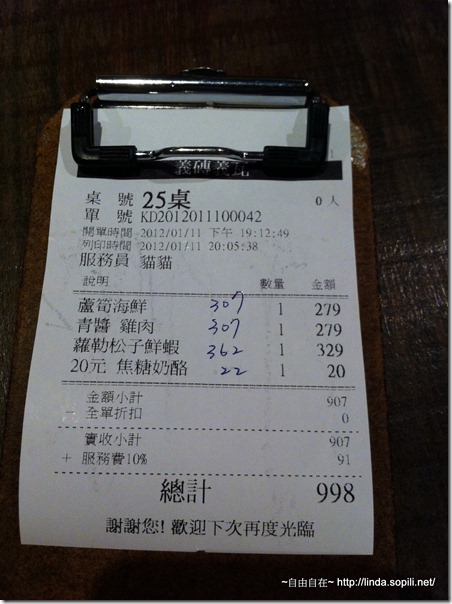 義磚義瓦
桌 號 25桌 0 人
單 號 KD2012011100042
開單時間 2012/01/11 下午 19:12:49
列印時間 2012/01/11 20:05:38
服務員 貓貓
說明 數量 金額
蘆筍海鮮 307 1 279
青醬 雞肉 307 1 279
蘿勒松子鮮蝦 362 1 329
20元 焦糖奶酪 22 1 20
金額小計 907
- 全單折扣 0
實收小計 907
+ 服務費10% 91
總計 998
謝謝您! 歡迎下次再度光臨
~自由自在~ http://linda.sopili.net/